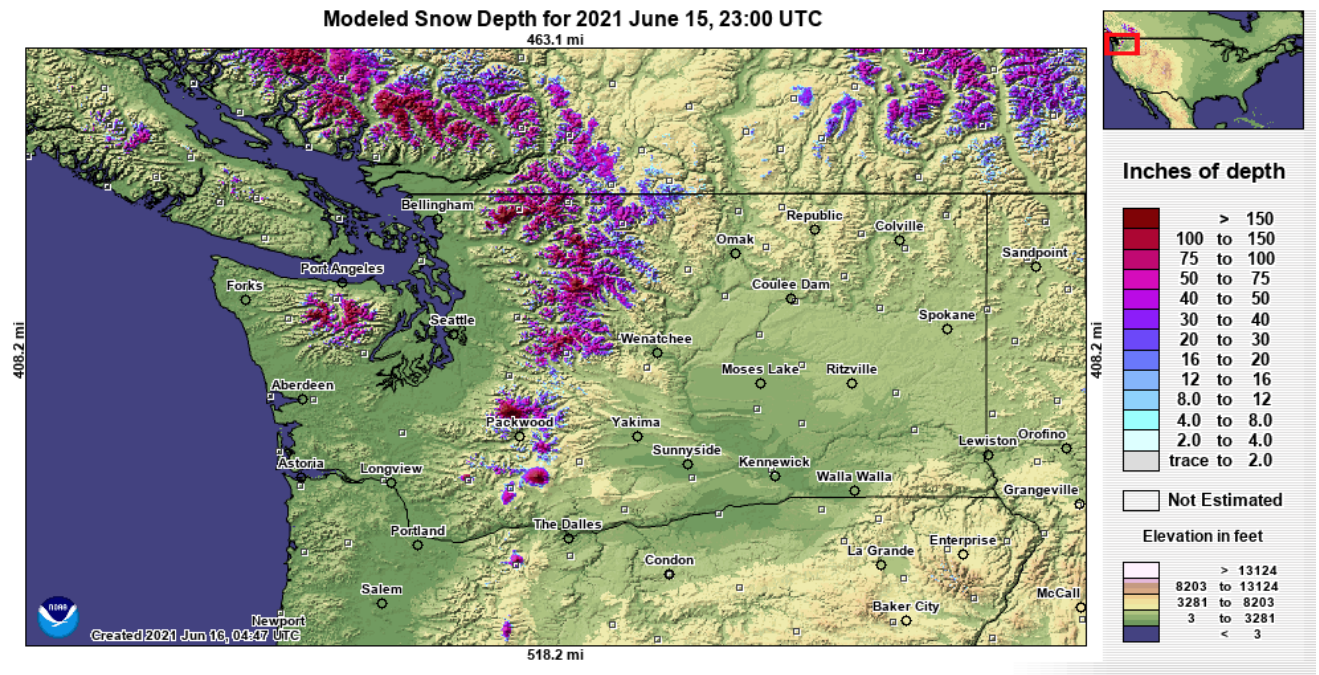 Modeled Snow Depth for 2021 June 15, 23:00 UTC
463.1 mi
408.2 mi
408.2 mi
518.2 mi
Bellingham
Republic
Colville
Omak
Sandpoint
Port Angeles
Forks
Coulee Dam
Seattle
Spokane
Wenatchee
Moses Lake
Ritzville
Aberdeen
Packwood
Yakima
Sunnyside
Lewiston
Orofino
Astoria
Longview
Kennewick
Walla Walla
Grangeville
Portland
The Dalles
Condon
La Grande
Enterprise
Salem
McCall
Baker City
Newport
NOAA
Created 2021 Jun 16, 04:47 UTC
Inches of depth
> 150
100 to 150
75 to 100
50 to 75
40 to 50
30 to 40
20 to 30
16 to 20
12 to 16
8.0 to 12
4.0 to 8.0
2.0 to 4.0
trace to 2.0
Not Estimated
Elevation in feet
> 13124
8203 to 13124
3281 to 8203
3 to 3281
< 3